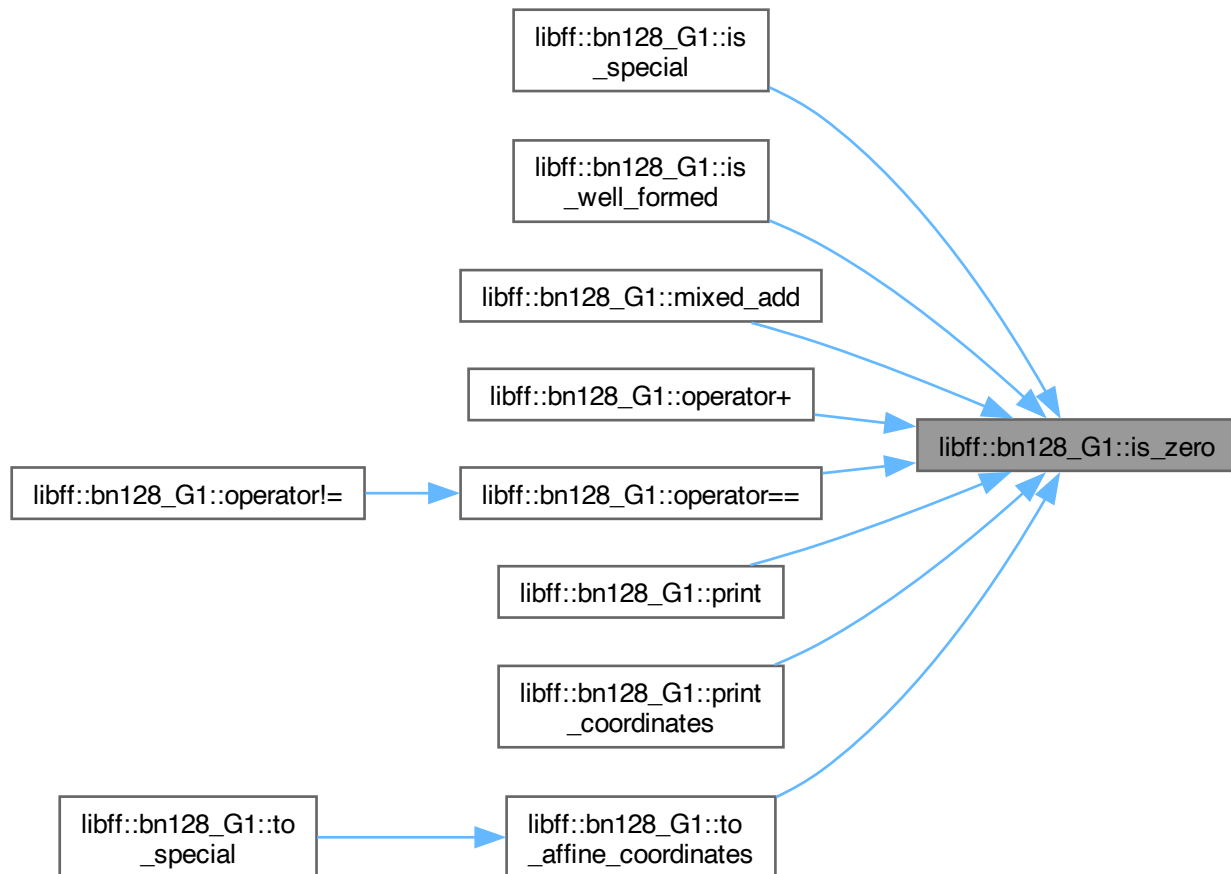 libff::bn128_G1::is
_special
libff::bn128_G1::is
_well_formed
libff::bn128_G1::mixed_add
libff::bn128_G1::operator+
libff::bn128_G1::is_zero
libff::bn128_G1::operator!=
libff::bn128_G1::operator==
libff::bn128_G1::print
libff::bn128_G1::print
_coordinates
libff::bn128_G1::to
_special
libff::bn128_G1::to
_affine_coordinates